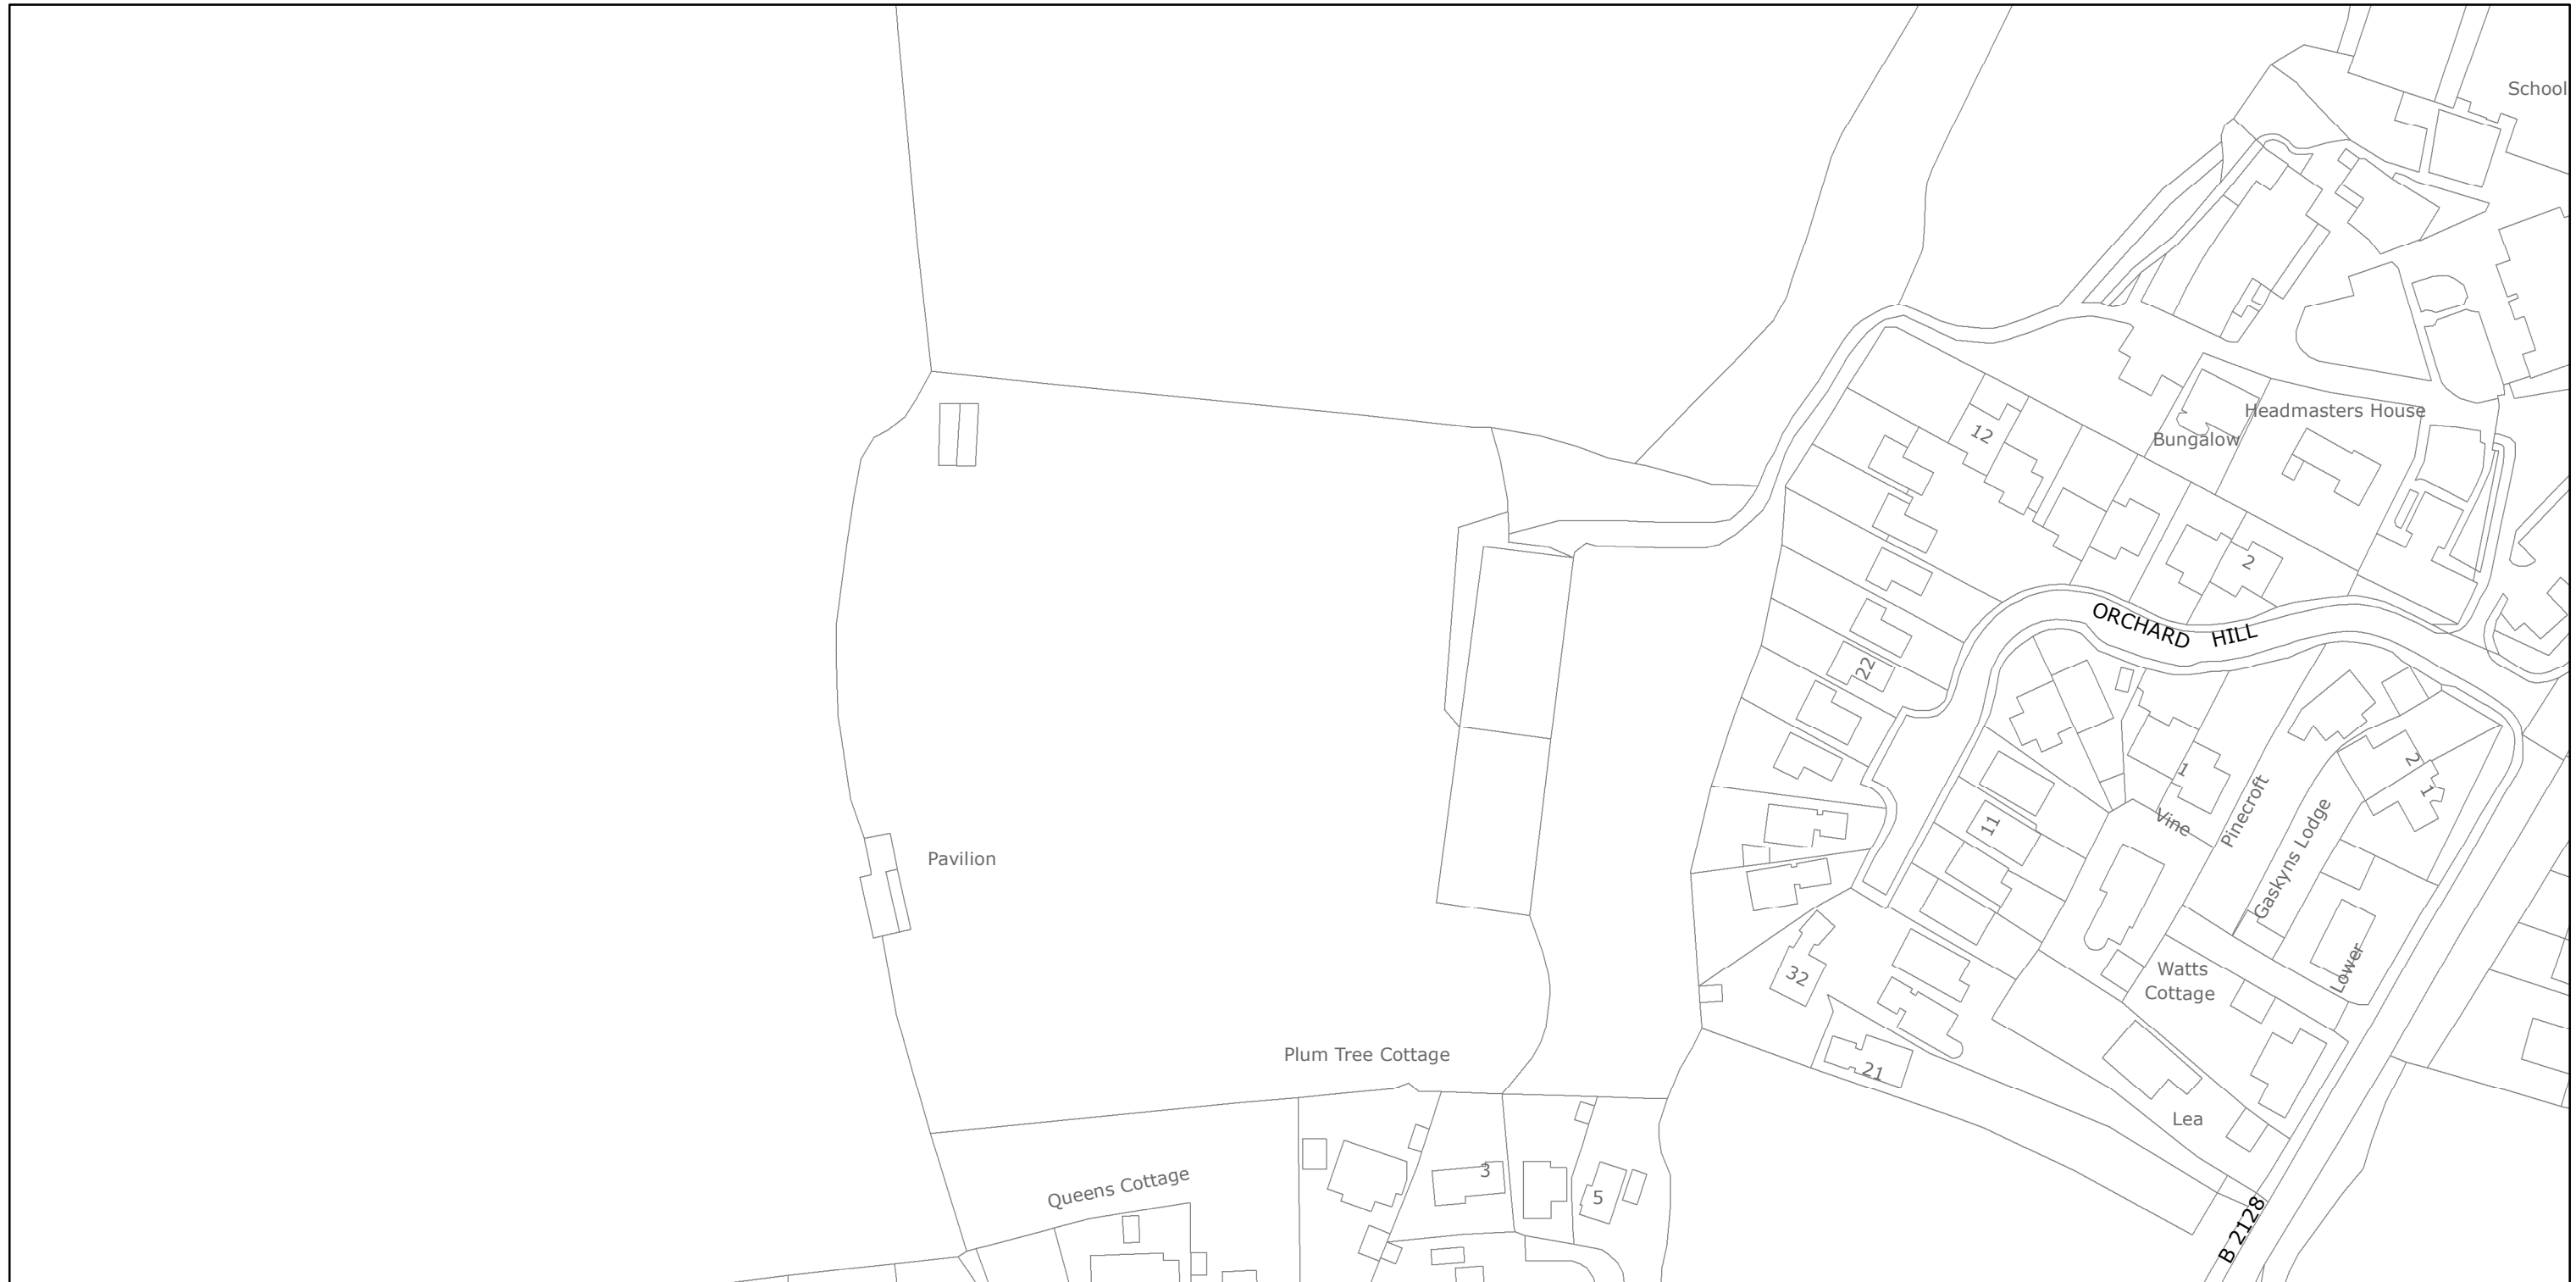 School
Headmasters House
12
Bungalow
2
ORCHARD HILL
22
2
1
1
Pinecroft
11
Vine
Gaskyns Lodge
Pavilion
Lower
32
Watts
Cottage
Plum Tree Cottage
21
Lea
3
Queens Cottage
5
B 2128